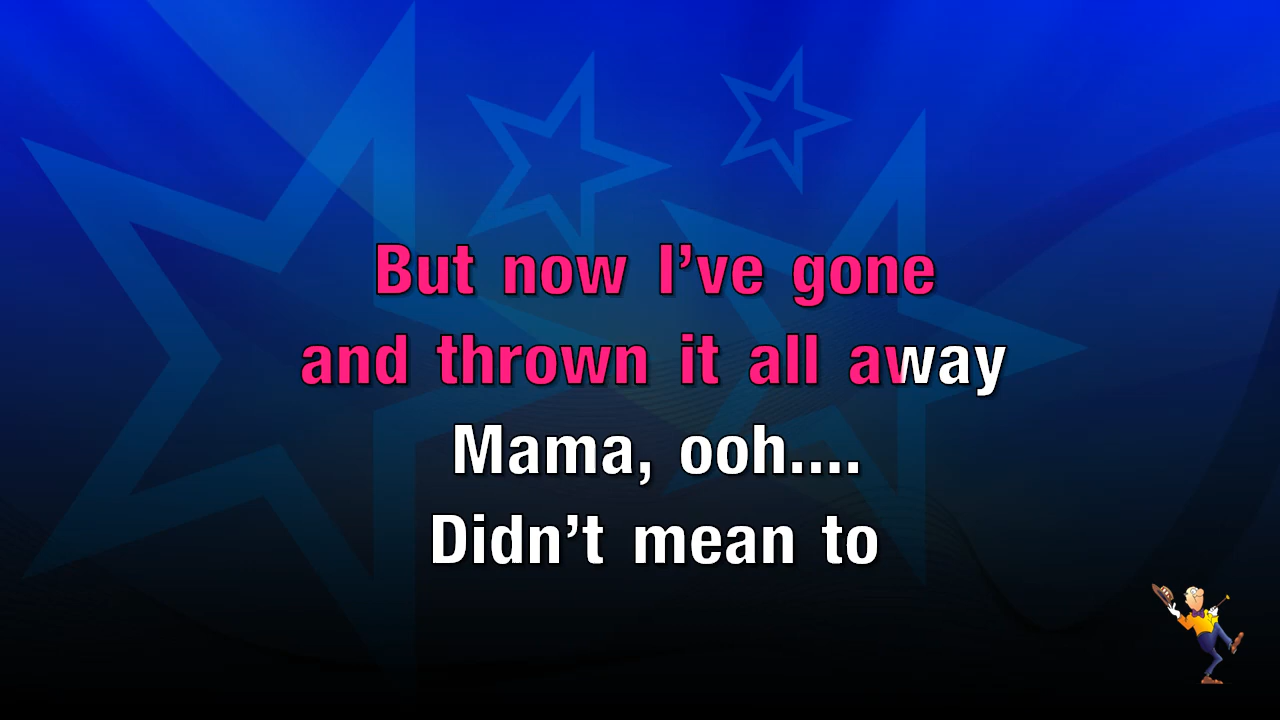 But now I’ve gone
and thrown it all away
Mama, ooh....
Didn’t mean to